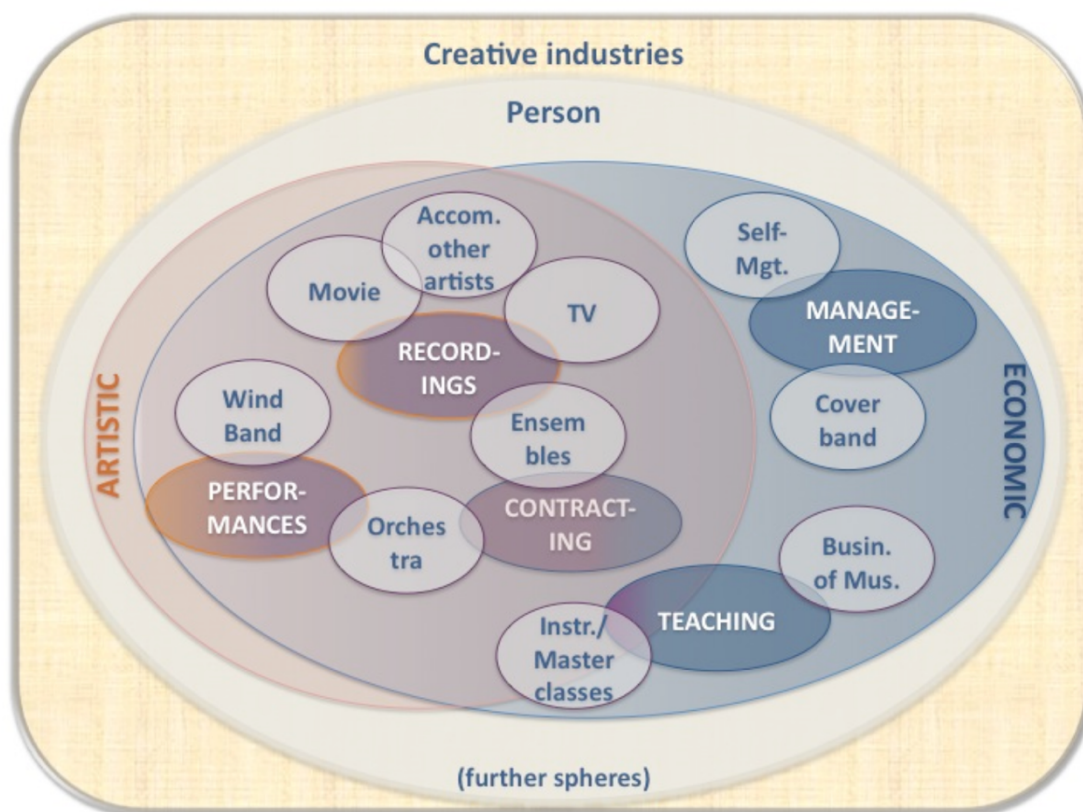 Creative industries
Person
Accom.
other
artists
Self-
Mgt.
Movie
TV
MANAGE-
MENT
RECORD-
INGS
ARTISTIC
ECONOMIC
Wind
Band
Cover
band
Ensem
bles
PERFOR-
MANCES
CONTRACT-
ING
Orches
tra
Busin.
of Mus.
TEACHING
Instr./
Master
classes
(further spheres)